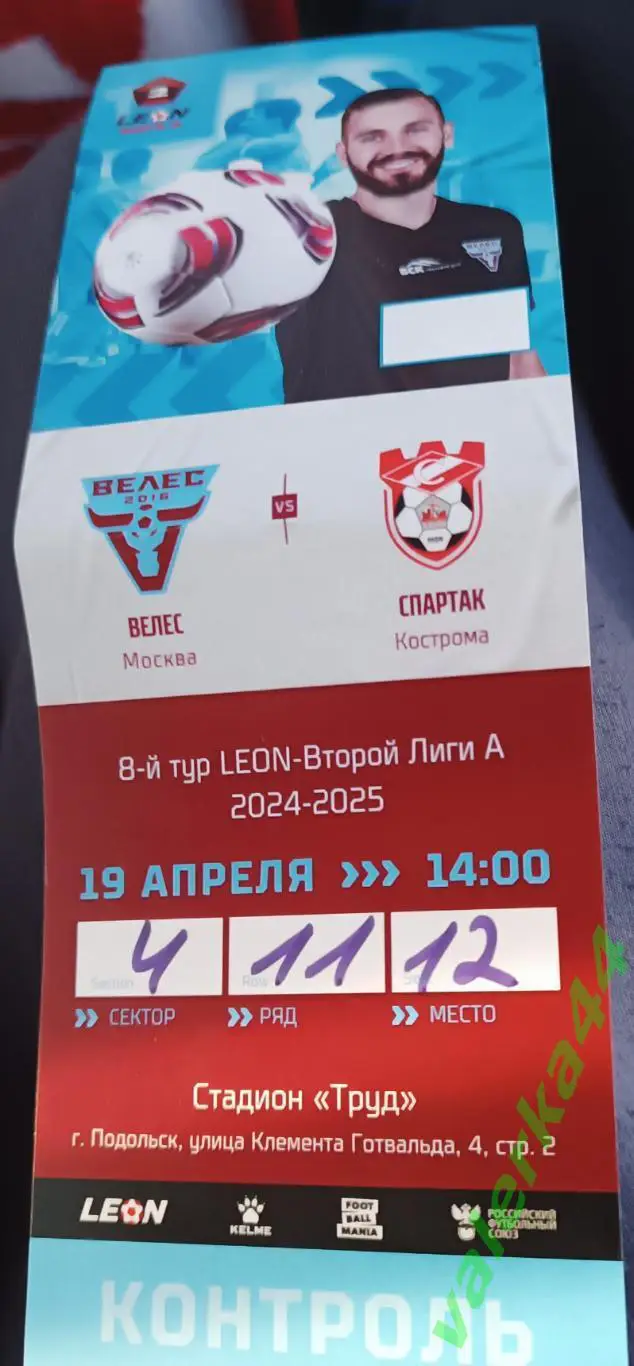 LEON
ВСК
ВЕЛЕС
ВЕЛЕС
2016
VS
ВЕЛЕС
Москва
СПАРТАК
Кострома
8-й тур LEON-Второй Лиги А
2024-2025
19 АПРЕЛЯ >>> 14:00
4 11 12
Row
>> СЕКТОР >> РЯД >> МЕСТО
Стадион «Труд»
г. Подольск, улица Клемента Готвальда, 4, стр. 2
LEON
KELME
FOOT
BALL
MANIA
РОССИЙСКИЙ
ФУТБОЛЬНЫЙ
СОЮЗ
КОНТРОЛЬ
valerka44